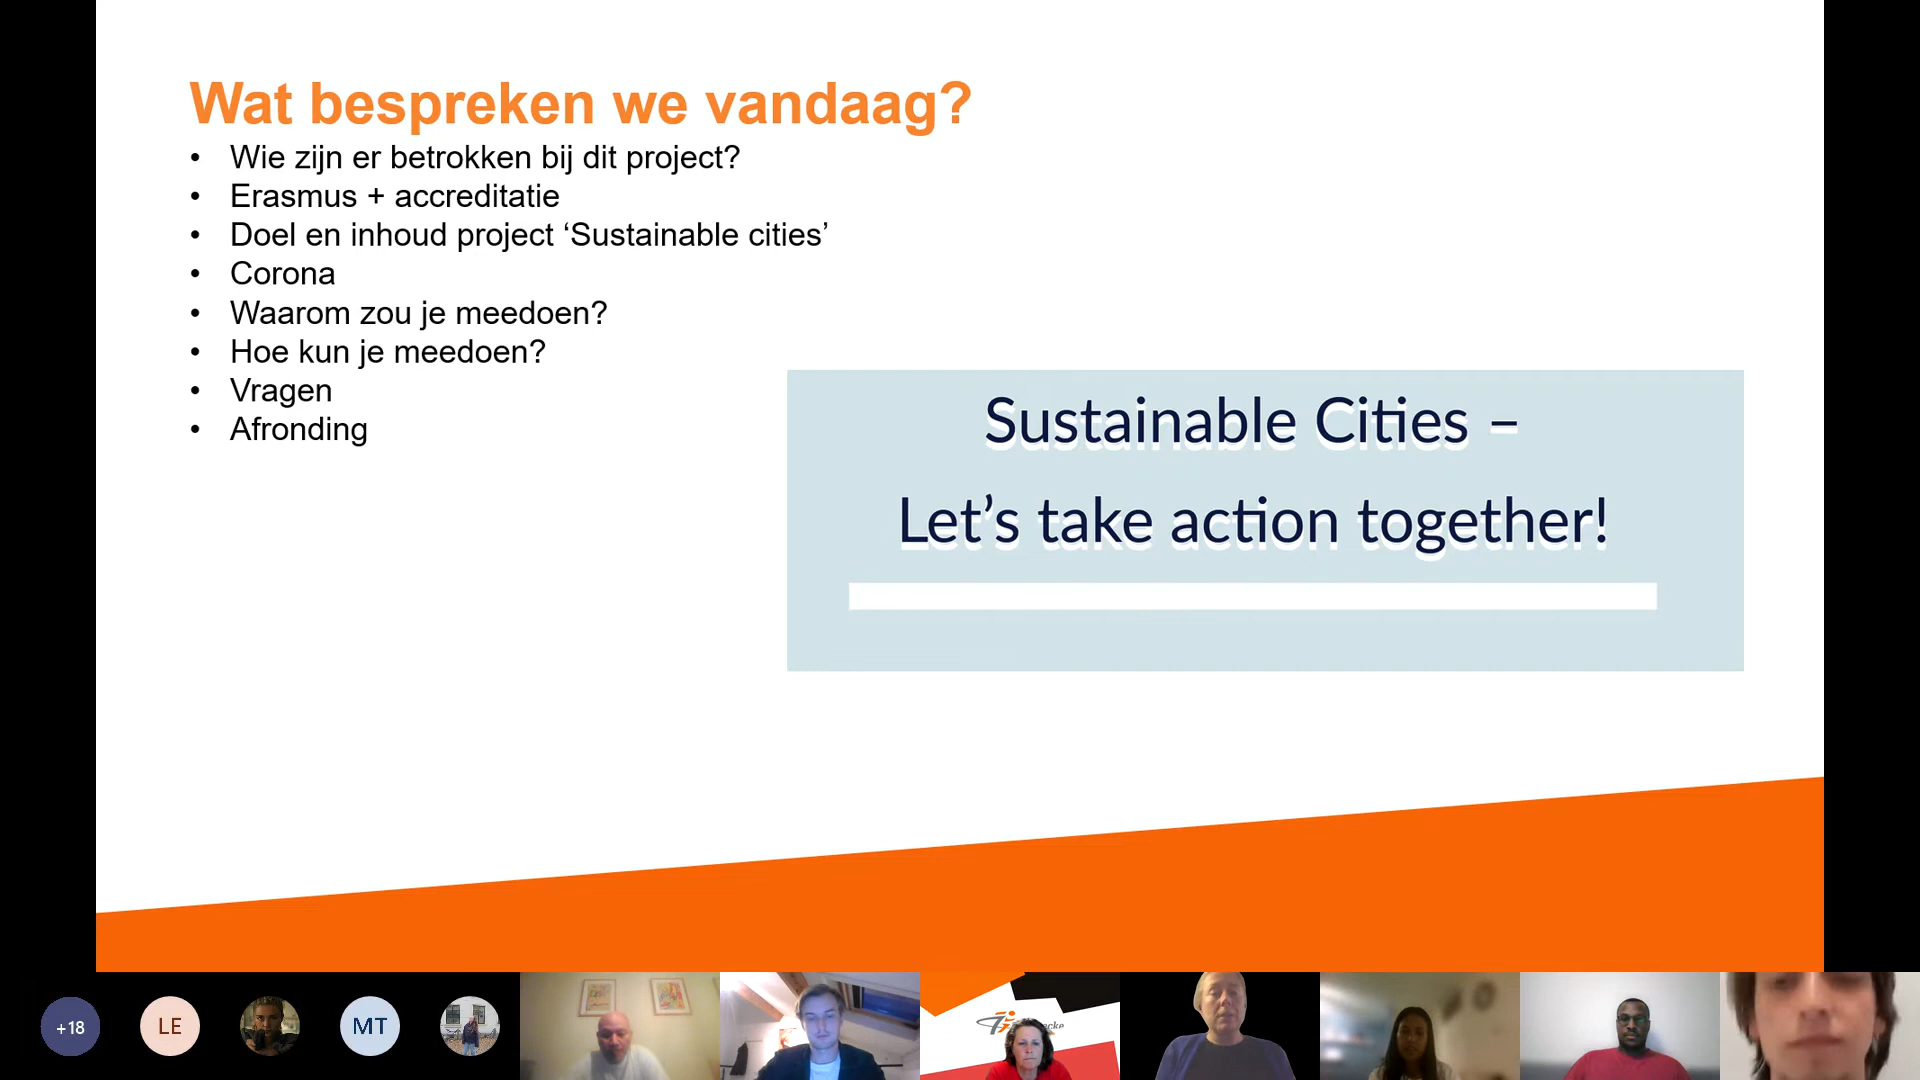 Wat bespreken we vandaag?
• Wie zijn er betrokken bij dit project?
• Erasmus + accreditatie
• Doel en inhoud project ‘Sustainable cities’
• Corona
• Waarom zou je meedoen?
• Hoe kun je meedoen?
• Vragen
• Afronding
Sustainable Cities –
Let’s take action together!
+18
LE
MT